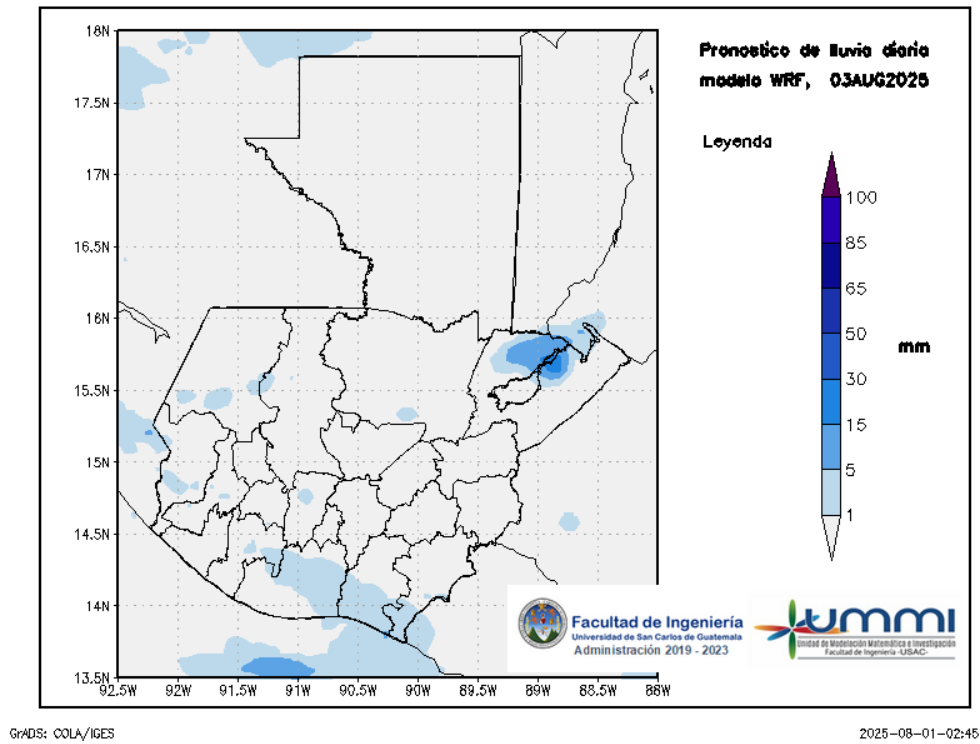 Pronostico de lluvia diaria
modelo WRF, 03AUG2025
Leyenda
100
85
65
50
30
15
5
1
mm
18N
17.5N
17N
16.5N
16N
15.5N
15N
14.5N
14N
13.5N
92.5W
92W
91.5W
91W
90.5W
90W
89.5W
89W
88.5W
88W
Facultad de Ingeniería
Universidad de San Carlos de Guatemala
Administración 2019 - 2023
UMMI
Unidad de Modelación Matemática e Investigación
Facultad de Ingeniería -USAC-
GrADS: COLA/IGES
2025-08-01-02:45